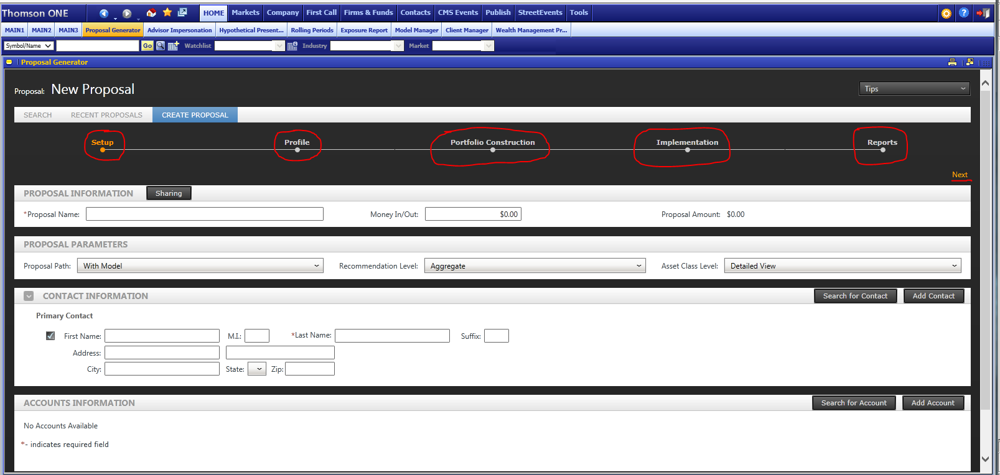 Thomson ONE HOME Markets Company First Call Firms & Funds Contacts CMS Events Publish StreetEvents Tools
MAIN1 MAIN2 MAIN3 Proposal Generator Advisor Impersonation Hypothetical Present... Rolling Periods Exposure Report Model Manager Client Manager Wealth Management Pr...
Symbol/Name Go Watchlist Industry Market
Proposal Generator
Proposal: New Proposal Tips
SEARCH RECENT PROPOSALS CREATE PROPOSAL
Setup Profile Portfolio Construction Implementation Reports
Next
PROPOSAL INFORMATION Sharing
*Proposal Name: Money In/Out: $0.00 Proposal Amount: $0.00
PROPOSAL PARAMETERS
Proposal Path: With Model Recommendation Level: Aggregate Asset Class Level: Detailed View
CONTACT INFORMATION Search for Contact Add Contact
Primary Contact
First Name: M.I.: *Last Name: Suffix:
Address:
City: State: Zip:
ACCOUNTS INFORMATION Search for Account Add Account
No Accounts Available
*- indicates required field